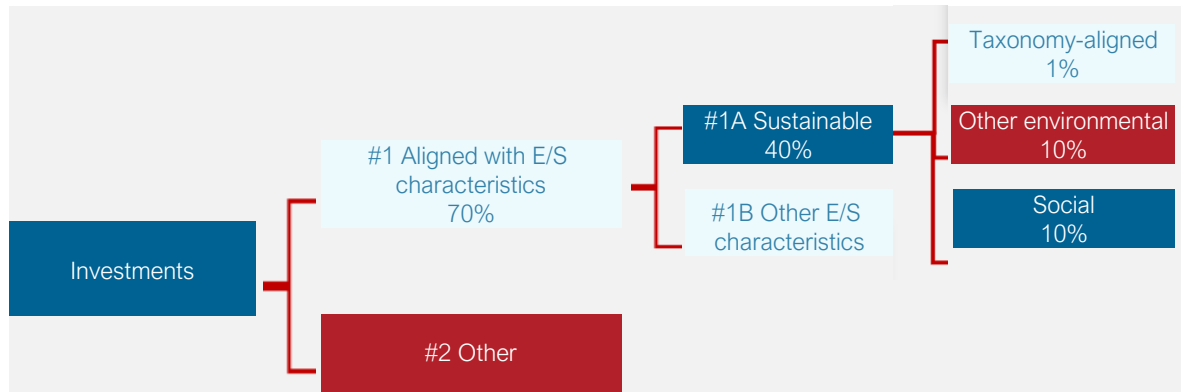 Investments
#1 Aligned with E/S
characteristics
70%
#2 Other
#1A Sustainable
40%
#1B Other E/S
characteristics
Taxonomy-aligned
1%
Other environmental
10%
Social
10%